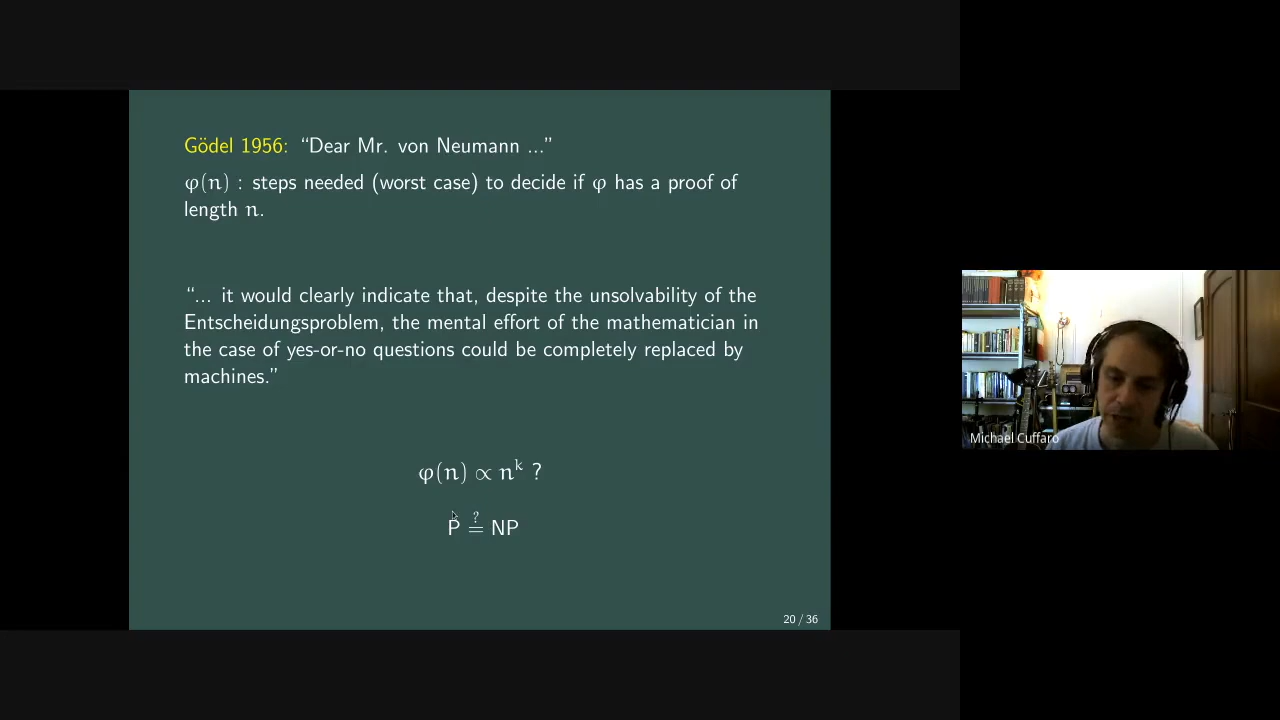 Gödel 1956: “Dear Mr. von Neumann ...”
φ(n) : steps needed (worst case) to decide if φ has a proof of
length n.
“... it would clearly indicate that, despite the unsolvability of the
Entscheidungsproblem, the mental effort of the mathematician in
the case of yes-or-no questions could be completely replaced by
machines.”
φ(n) ∝ n^k ?
P ≟ NP
20 / 36
Michael Cuffaro